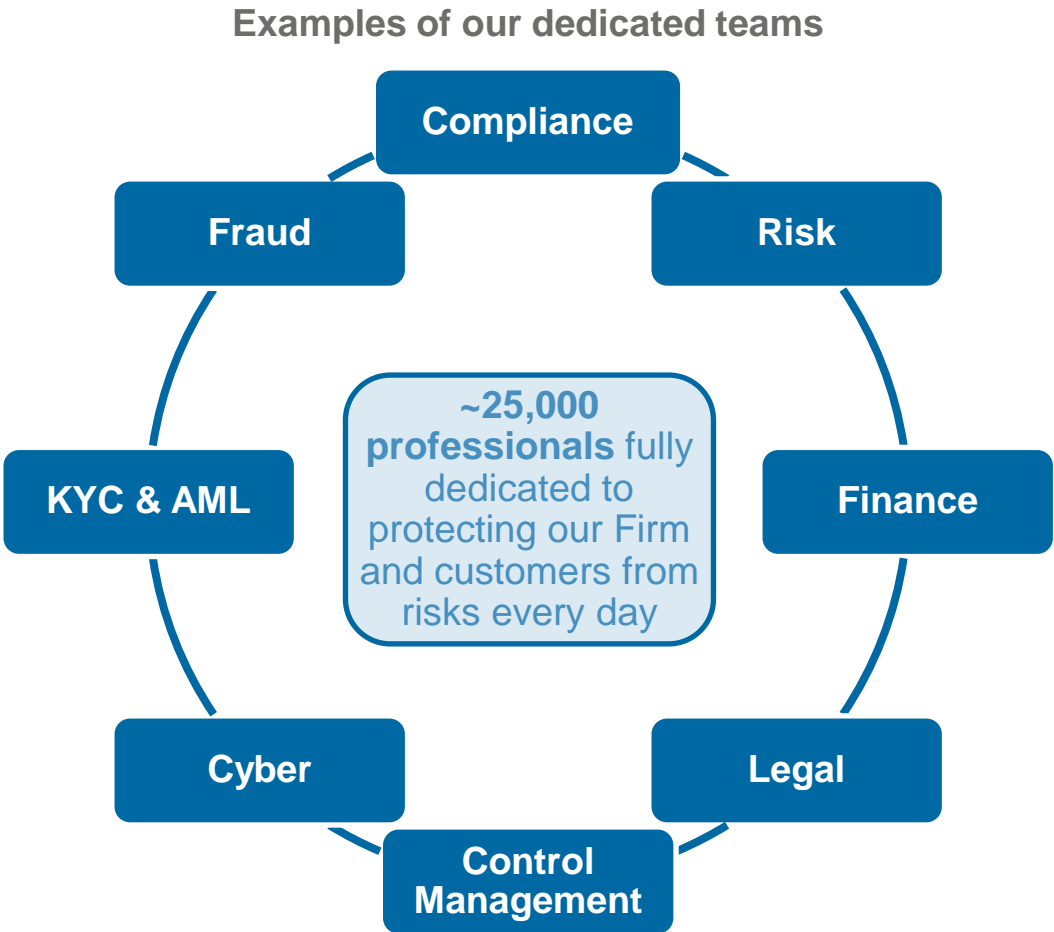 Examples of our dedicated teams
Compliance
Fraud
Risk
~25,000
professionals fully
dedicated to
protecting our Firm
and customers from
risks every day
KYC & AML
Finance
Cyber
Legal
Control
Management